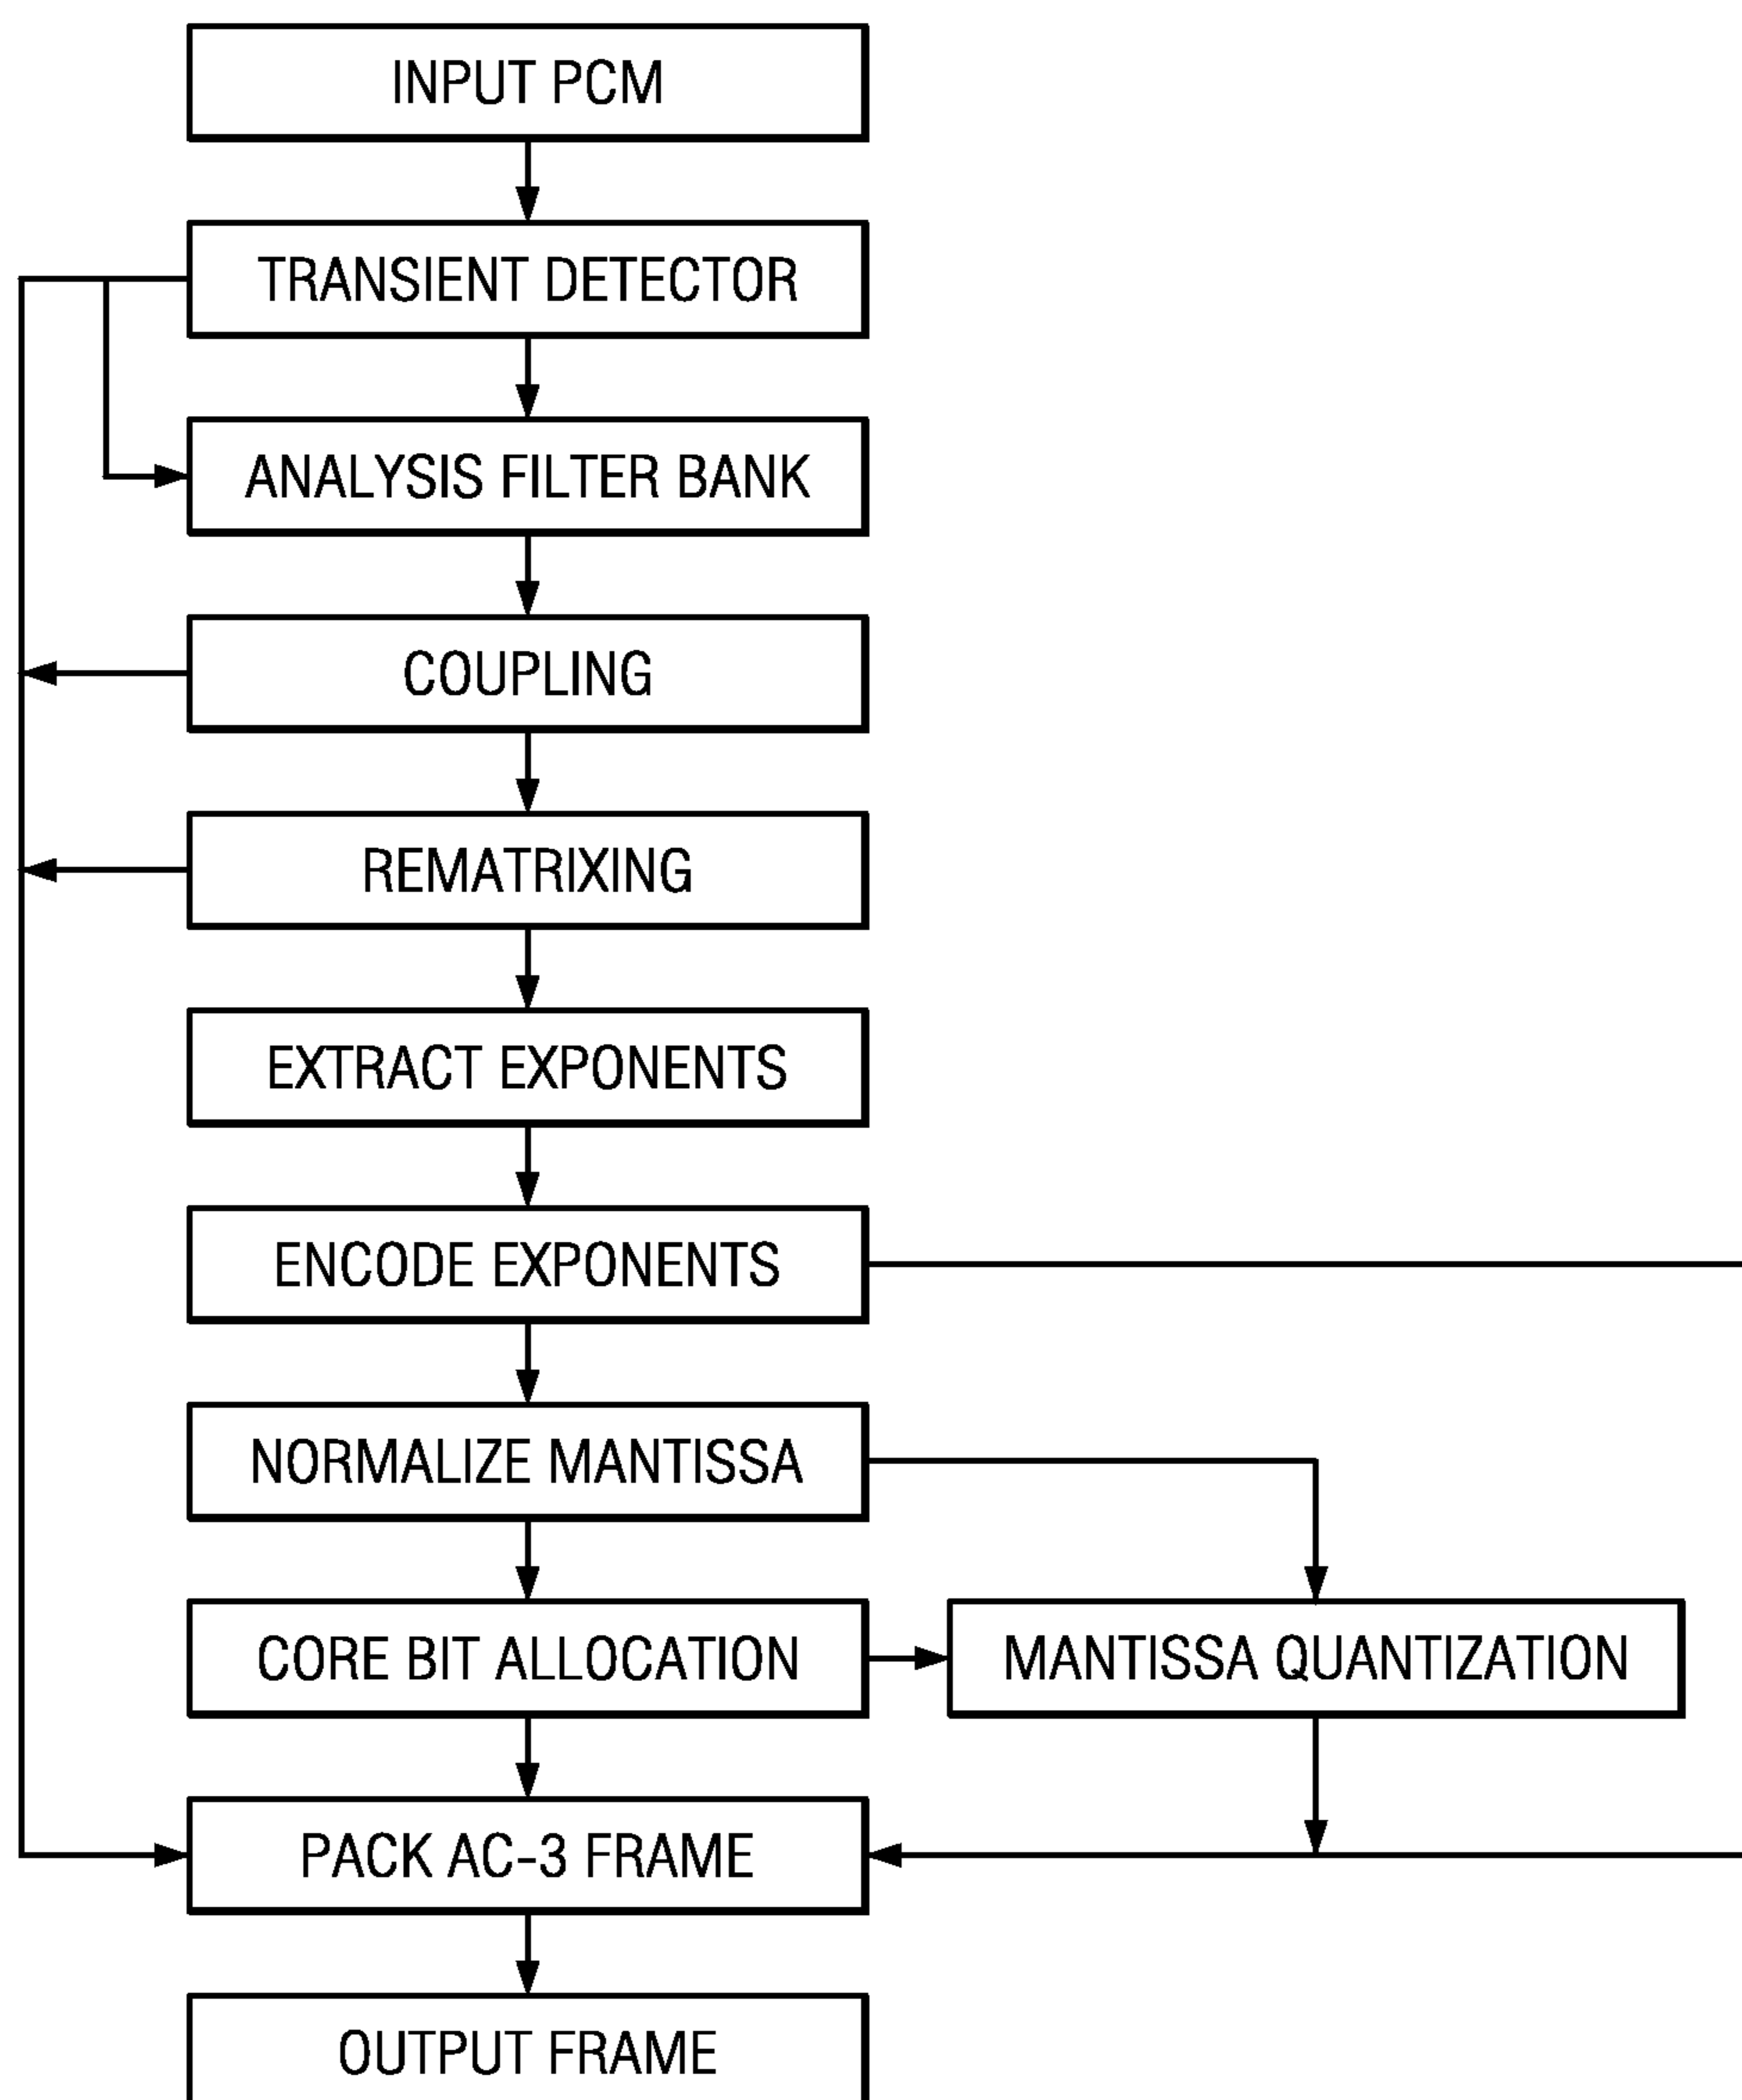 INPUT PCM
TRANSIENT DETECTOR
ANALYSIS FILTER BANK
COUPLING
REMATRIXING
EXTRACT EXPONENTS
ENCODE EXPONENTS
NORMALIZE MANTISSA
CORE BIT ALLOCATION
MANTISSA QUANTIZATION
PACK AC-3 FRAME
OUTPUT FRAME